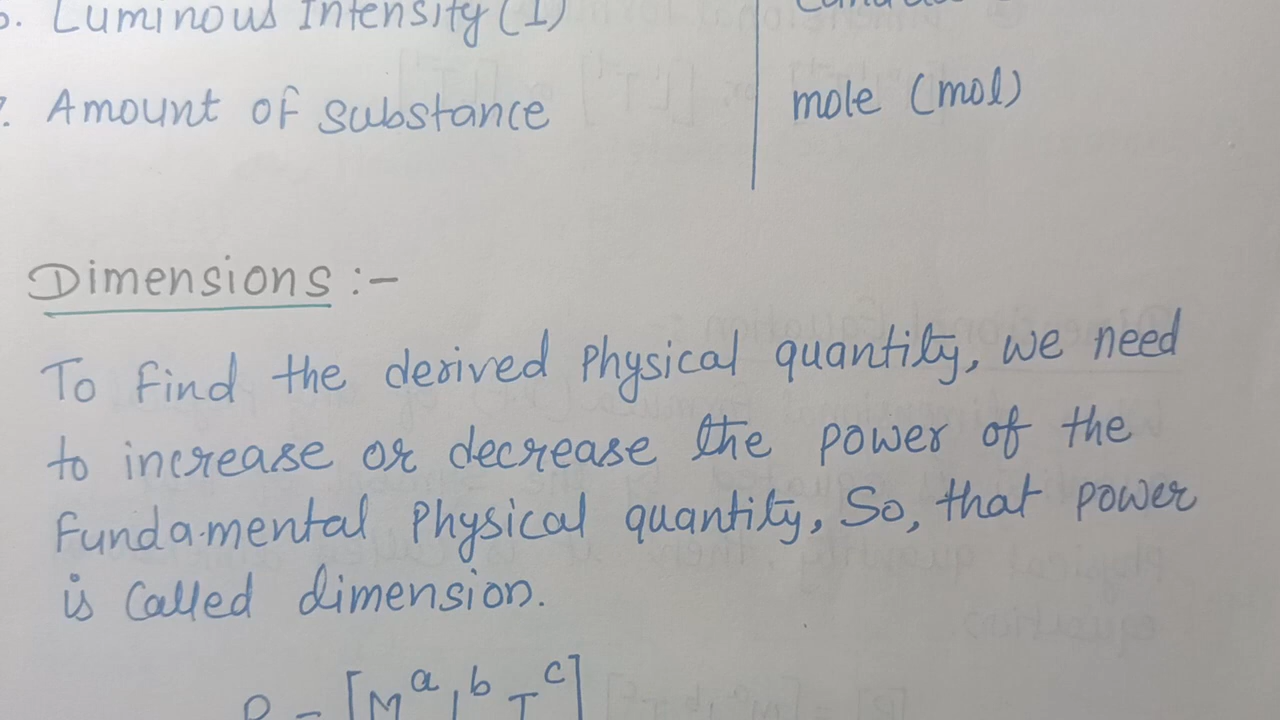 Luminous Intensity (I)
7. Amount of substance mole (mol)
Dimensions :-
To find the derived Physical quantity, we need
to increase or decrease the power of the
Fundamental Physical quantity, So, that power
is Called dimension.
P = [M^a L^b T^c]